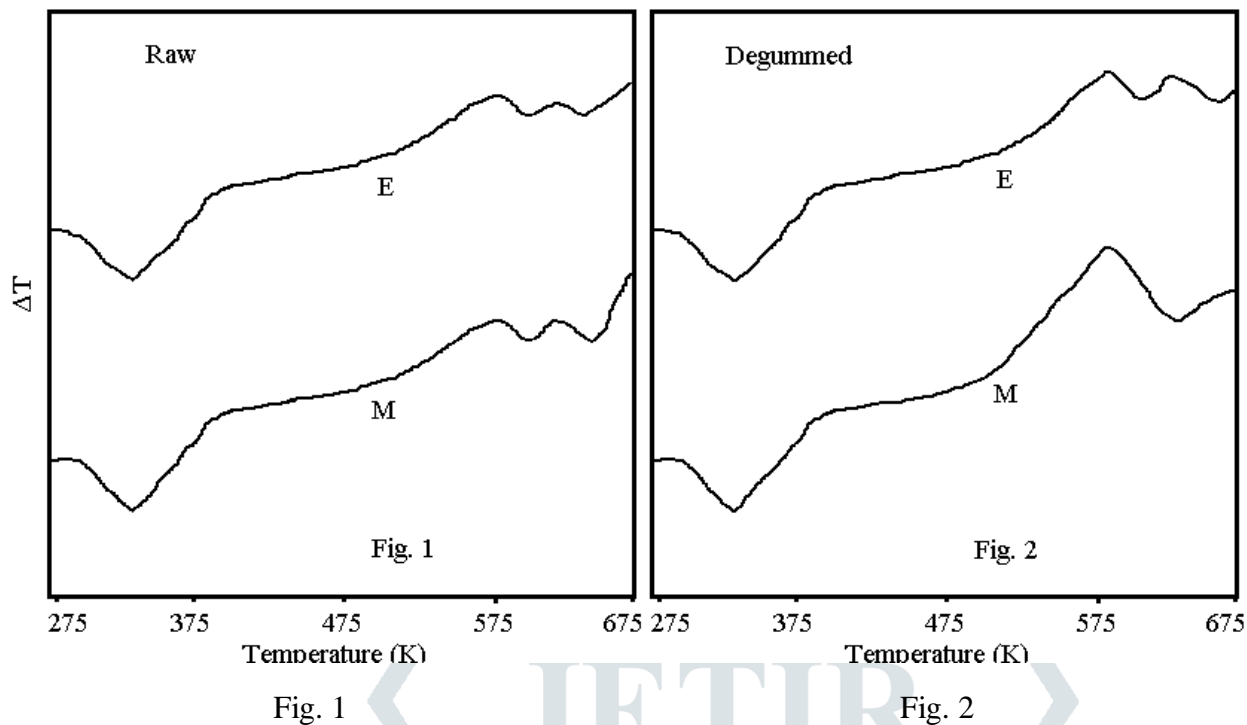 Raw
E
M
Fig. 1
ΔT
275 375 475 575 675
Temperature (K)
Degummed
E
M
Fig. 2
275 375 475 575 675
Temperature (K)
JETIR
Fig. 1
Fig. 2